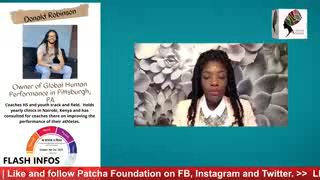 Donald Robinson
Owner of Global Human
Performance in Pittsburgh,
PA
Coaches HS and youth track and field. Holds
yearly clinics in Nairobi, Kenya and has
consulted for coaches there on improving the
performance of their athletes.
FLASH INFOS
| Like and follow Patcha Foundation on FB, Instagram and Twitter. >> LI